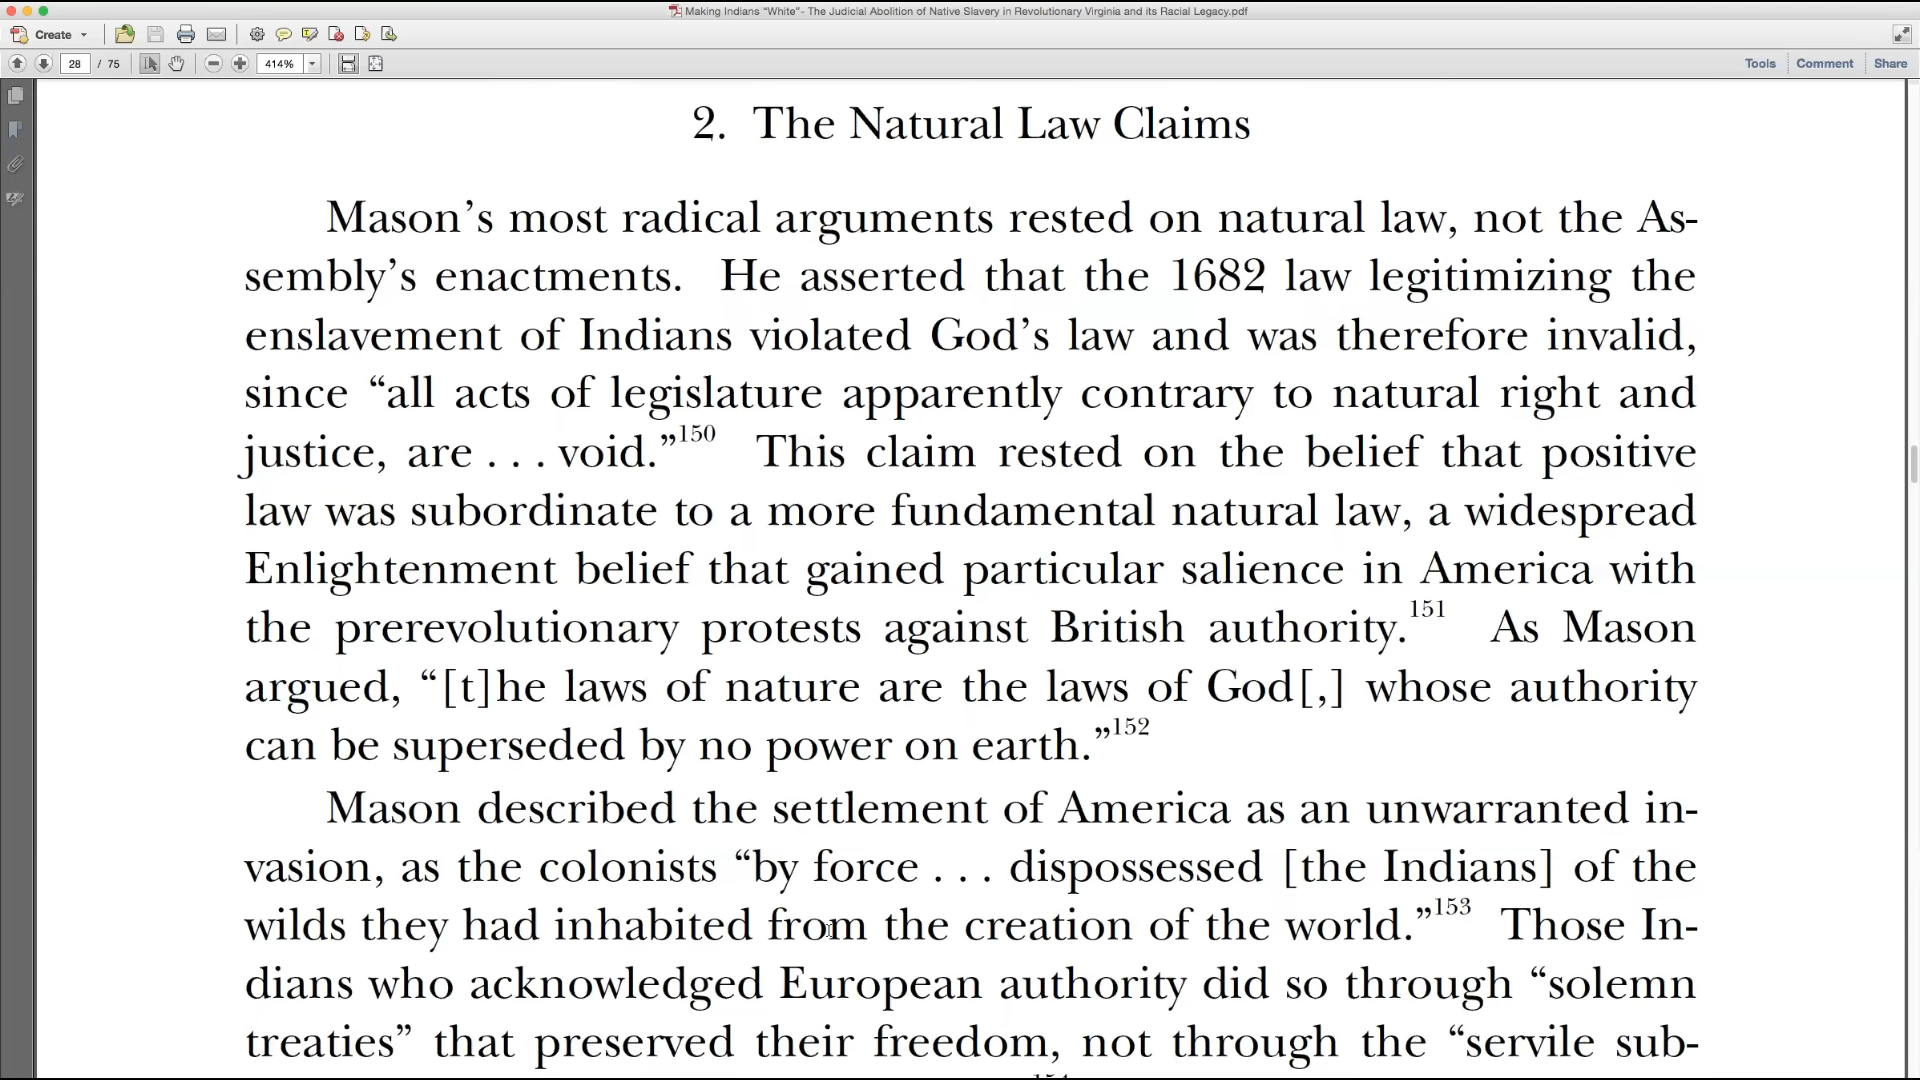 Making Indians “White”- The Judicial Abolition of Native Slavery in Revolutionary Virginia and its Racial Legacy.pdf
Create
28 / 75 414% Tools Comment Share
2. The Natural Law Claims
Mason’s most radical arguments rested on natural law, not the As-
sembly’s enactments. He asserted that the 1682 law legitimizing the
enslavement of Indians violated God’s law and was therefore invalid,
since “all acts of legislature apparently contrary to natural right and
justice, are . . . void.”150 This claim rested on the belief that positive
law was subordinate to a more fundamental natural law, a widespread
Enlightenment belief that gained particular salience in America with
the prerevolutionary protests against British authority.151 As Mason
argued, “[t]he laws of nature are the laws of God[,] whose authority
can be superseded by no power on earth.”152
Mason described the settlement of America as an unwarranted in-
vasion, as the colonists “by force . . . dispossessed [the Indians] of the
wilds they had inhabited from the creation of the world.”153 Those In-
dians who acknowledged European authority did so through “solemn
treaties” that preserved their freedom, not through the “servile sub-